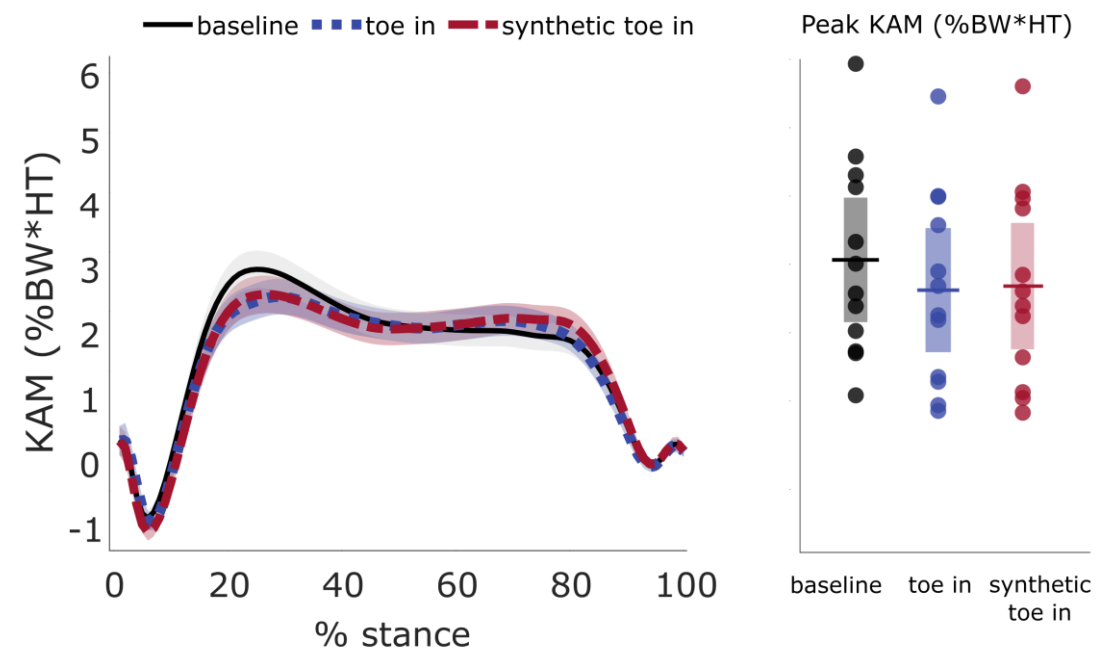 baseline toe in synthetic toe in
Peak KAM (%BW*HT)
KAM (%BW*HT)
6
5
4
3
2
1
0
-1
0 20 40 60 80 100
% stance
baseline toe in synthetic
toe in